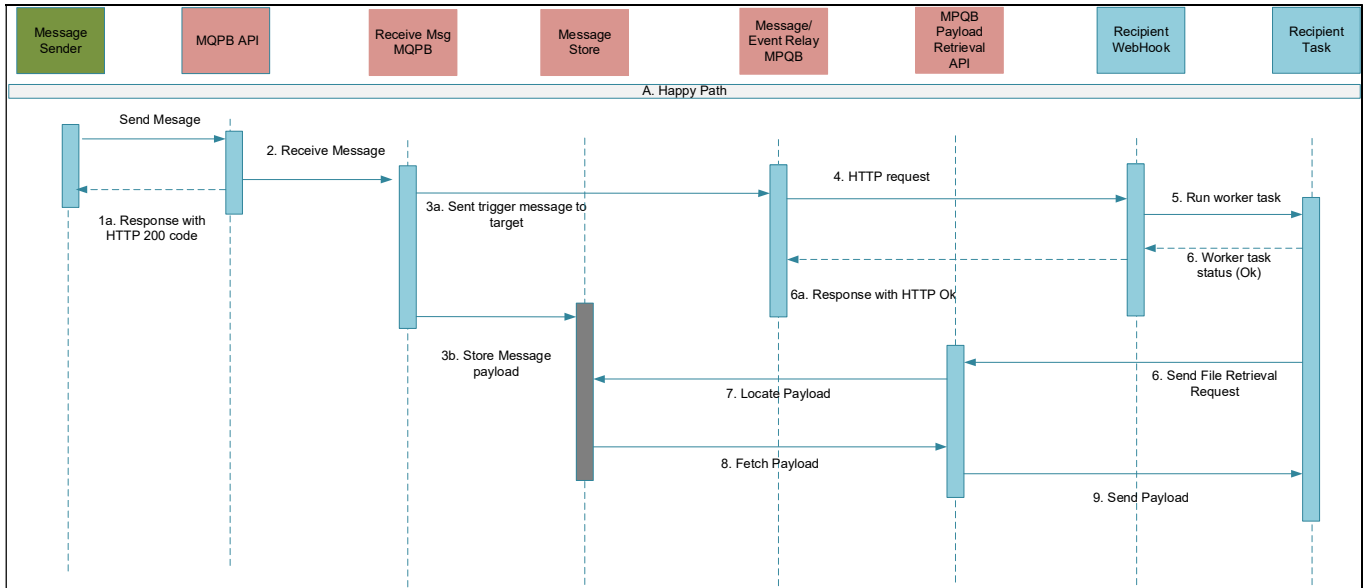 Message
Sender
MQPB API
Receive Msg
MQPB
Message
Store
Message/
Event Relay
MPQB
MPQB
Payload
Retrieval
API
Recipient
WebHook
Recipient
Task
A. Happy Path
Send Mesage
2. Receive Message
4. HTTP request
5. Run worker task
1a. Response with
HTTP 200 code
3a. Sent trigger message to
target
6. Worker task
status (Ok)
6a. Response with HTTP Ok
3b. Store Message
payload
7. Locate Payload
6. Send File Retrieval
Request
8. Fetch Payload
9. Send Payload